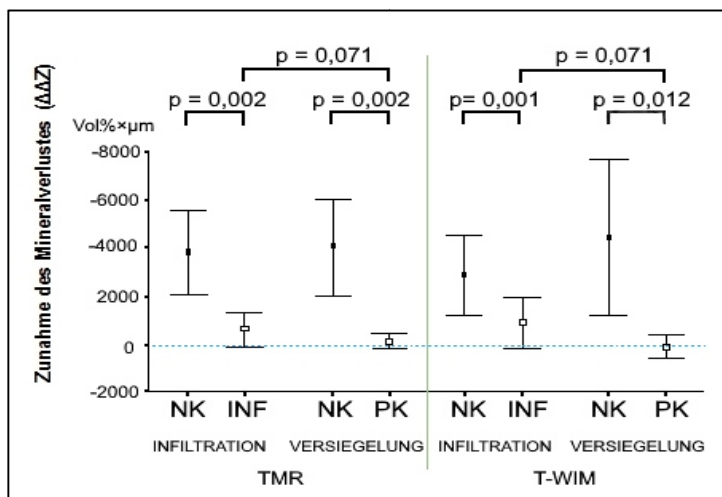 p = 0,071 p = 0,071
p = 0,002 p = 0,002 p= 0,001 p = 0,012
Zunahme des Mineralverlustes (ΔΔZ)
Vol%×µm
-8000
-6000
-4000
2000
0
-2000
NK INF NK PK NK INF NK PK
INFILTRATION VERSIEGELUNG INFILTRATION VERSIEGELUNG
TMR T-WIM